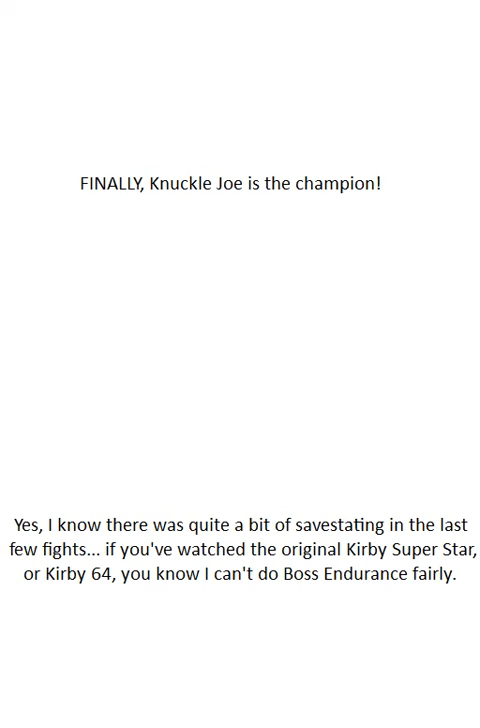 FINALLY, Knuckle Joe is the champion!
Yes, I know there was quite a bit of savestating in the last
few fights... if you've watched the original Kirby Super Star,
or Kirby 64, you know I can't do Boss Endurance fairly.